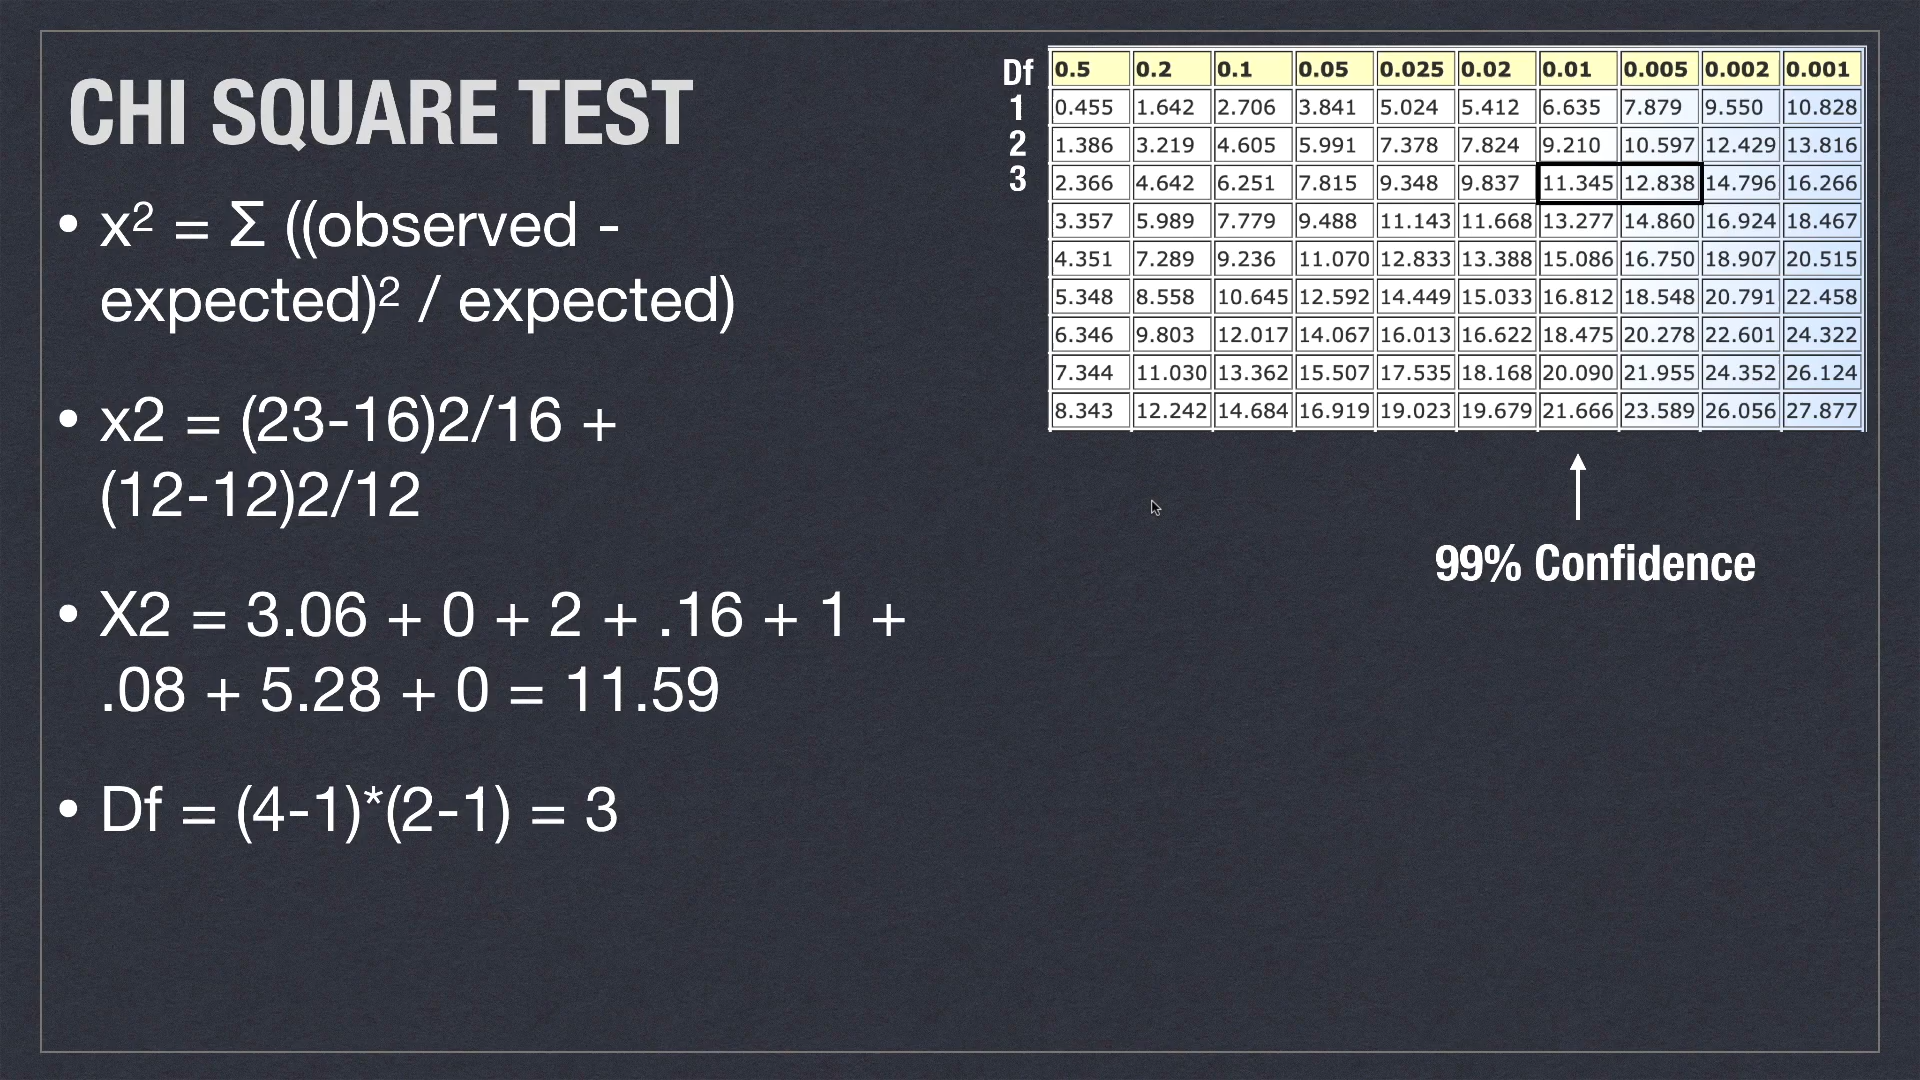 CHI SQUARE TEST
• x² = Σ ((observed -
expected)² / expected)
• x2 = (23-16)2/16 +
(12-12)2/12
• X2 = 3.06 + 0 + 2 + .16 + 1 +
.08 + 5.28 + 0 = 11.59
• Df = (4-1)*(2-1) = 3
Df 0.5 0.2 0.1 0.05 0.025 0.02 0.01 0.005 0.002 0.001
1 0.455 1.642 2.706 3.841 5.024 5.412 6.635 7.879 9.550 10.828
2 1.386 3.219 4.605 5.991 7.378 7.824 9.210 10.597 12.429 13.816
3 2.366 4.642 6.251 7.815 9.348 9.837 11.345 12.838 14.796 16.266
3.357 5.989 7.779 9.488 11.143 11.668 13.277 14.860 16.924 18.467
4.351 7.289 9.236 11.070 12.833 13.388 15.086 16.750 18.907 20.515
5.348 8.558 10.645 12.592 14.449 15.033 16.812 18.548 20.791 22.458
6.346 9.803 12.017 14.067 16.013 16.622 18.475 20.278 22.601 24.322
7.344 11.030 13.362 15.507 17.535 18.168 20.090 21.955 24.352 26.124
8.343 12.242 14.684 16.919 19.023 19.679 21.666 23.589 26.056 27.877
99% Confidence